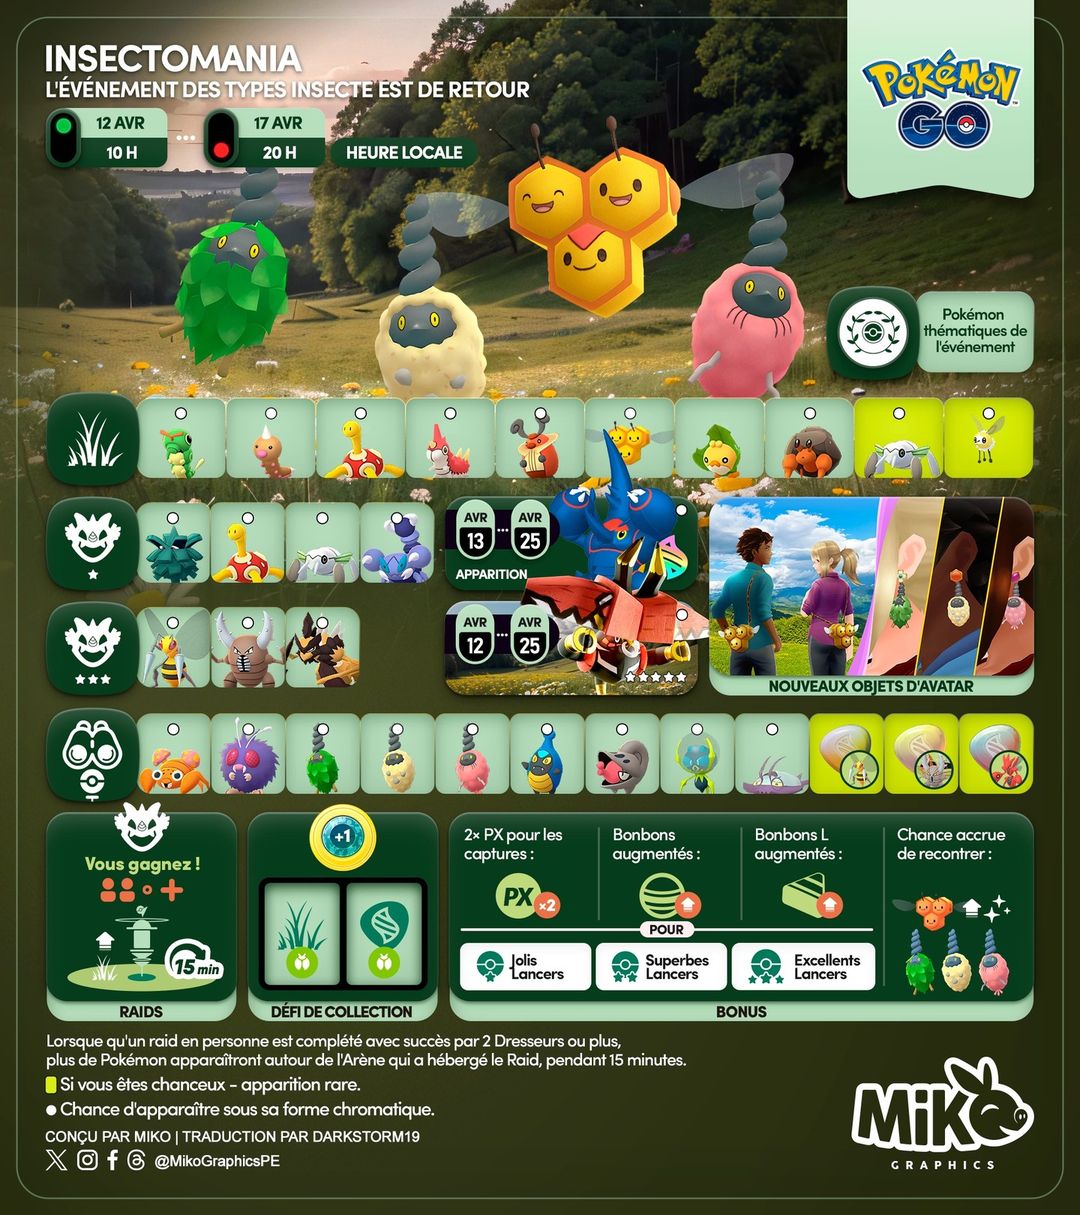 INSECTOMANIA
L'ÉVÉNEMENT DES TYPES INSECTE EST DE RETOUR
12 AVR
10 H
17 AVR
20 H
HEURE LOCALE
POKÉMON
GO
Pokémon
thématiques de
l'événement
AVR
13
AVR
25
APPARITION
AVR
12
AVR
25
NOUVEAUX OBJETS D'AVATAR
Vous gagnez !
15 min
RAIDS
+1
DÉFI DE COLLECTION
2× PX pour les
captures :
PX ×2
Bonbons
augmentés :
Bonbons L
augmentés :
Chance accrue
de recontrer :
POUR
Jolis
Lancers
Superbes
Lancers
Excellents
Lancers
BONUS
Lorsque qu'un raid en personne est complété avec succès par 2 Dresseurs ou plus,
plus de Pokémon apparaîtront autour de l'Arène qui a hébergé le Raid, pendant 15 minutes.
Si vous êtes chanceux - apparition rare.
Chance d'apparaître sous sa forme chromatique.
CONÇU PAR MIKO | TRADUCTION PAR DARKSTORM19
@MikoGraphicsPE
MiKO
GRAPHICS